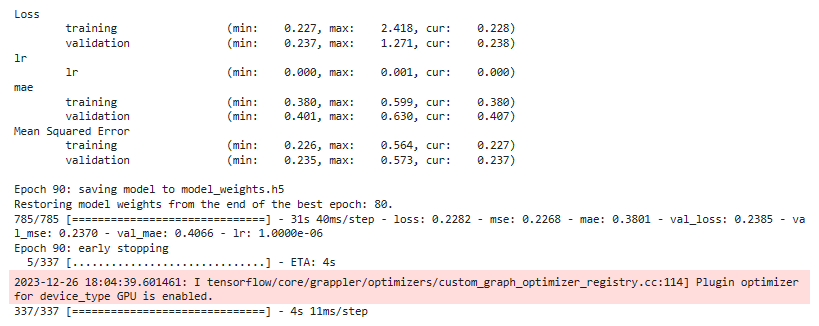 Loss
training (min: 0.227, max: 2.418, cur: 0.228)
validation (min: 0.237, max: 1.271, cur: 0.238)
lr
lr (min: 0.000, max: 0.001, cur: 0.000)
mae
training (min: 0.380, max: 0.599, cur: 0.380)
validation (min: 0.401, max: 0.630, cur: 0.407)
Mean Squared Error
training (min: 0.226, max: 0.564, cur: 0.227)
validation (min: 0.235, max: 0.573, cur: 0.237)
Epoch 90: saving model to model_weights.h5
Restoring model weights from the end of the best epoch: 80.
785/785 [==============================] - 31s 40ms/step - loss: 0.2282 - mse: 0.2268 - mae: 0.3801 - val_loss: 0.2385 - va
l_mse: 0.2370 - val_mae: 0.4066 - lr: 1.0000e-06
Epoch 90: early stopping
5/337 [..............................] - ETA: 4s
2023-12-26 18:04:39.601461: I tensorflow/core/grappler/optimizers/custom_graph_optimizer_registry.cc:114] Plugin optimizer
for device_type GPU is enabled.
337/337 [==============================] - 4s 11ms/step